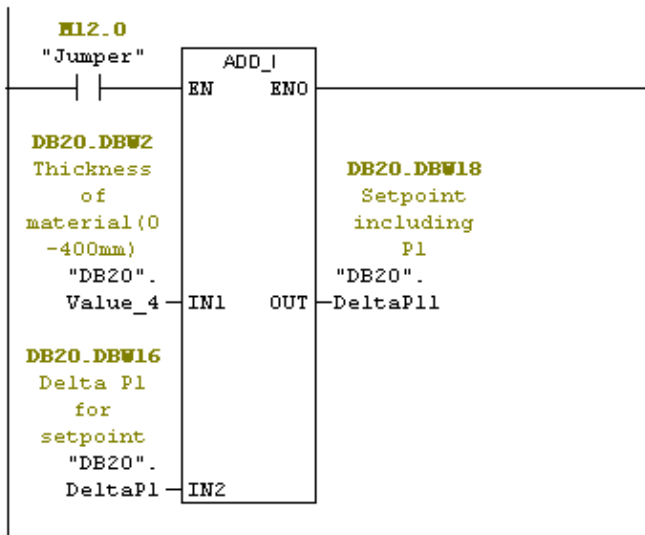 M12.0
"Jumper"
ADD_I
EN ENO
DB20.DBW2
Thickness
of
material(0
-400mm)
"DB20".
Value_4
IN1
DB20.DBW18
Setpoint
including
P1
"DB20".
OUT
DeltaP11
DB20.DBW16
Delta P1
for
setpoint
"DB20".
DeltaP1
IN2